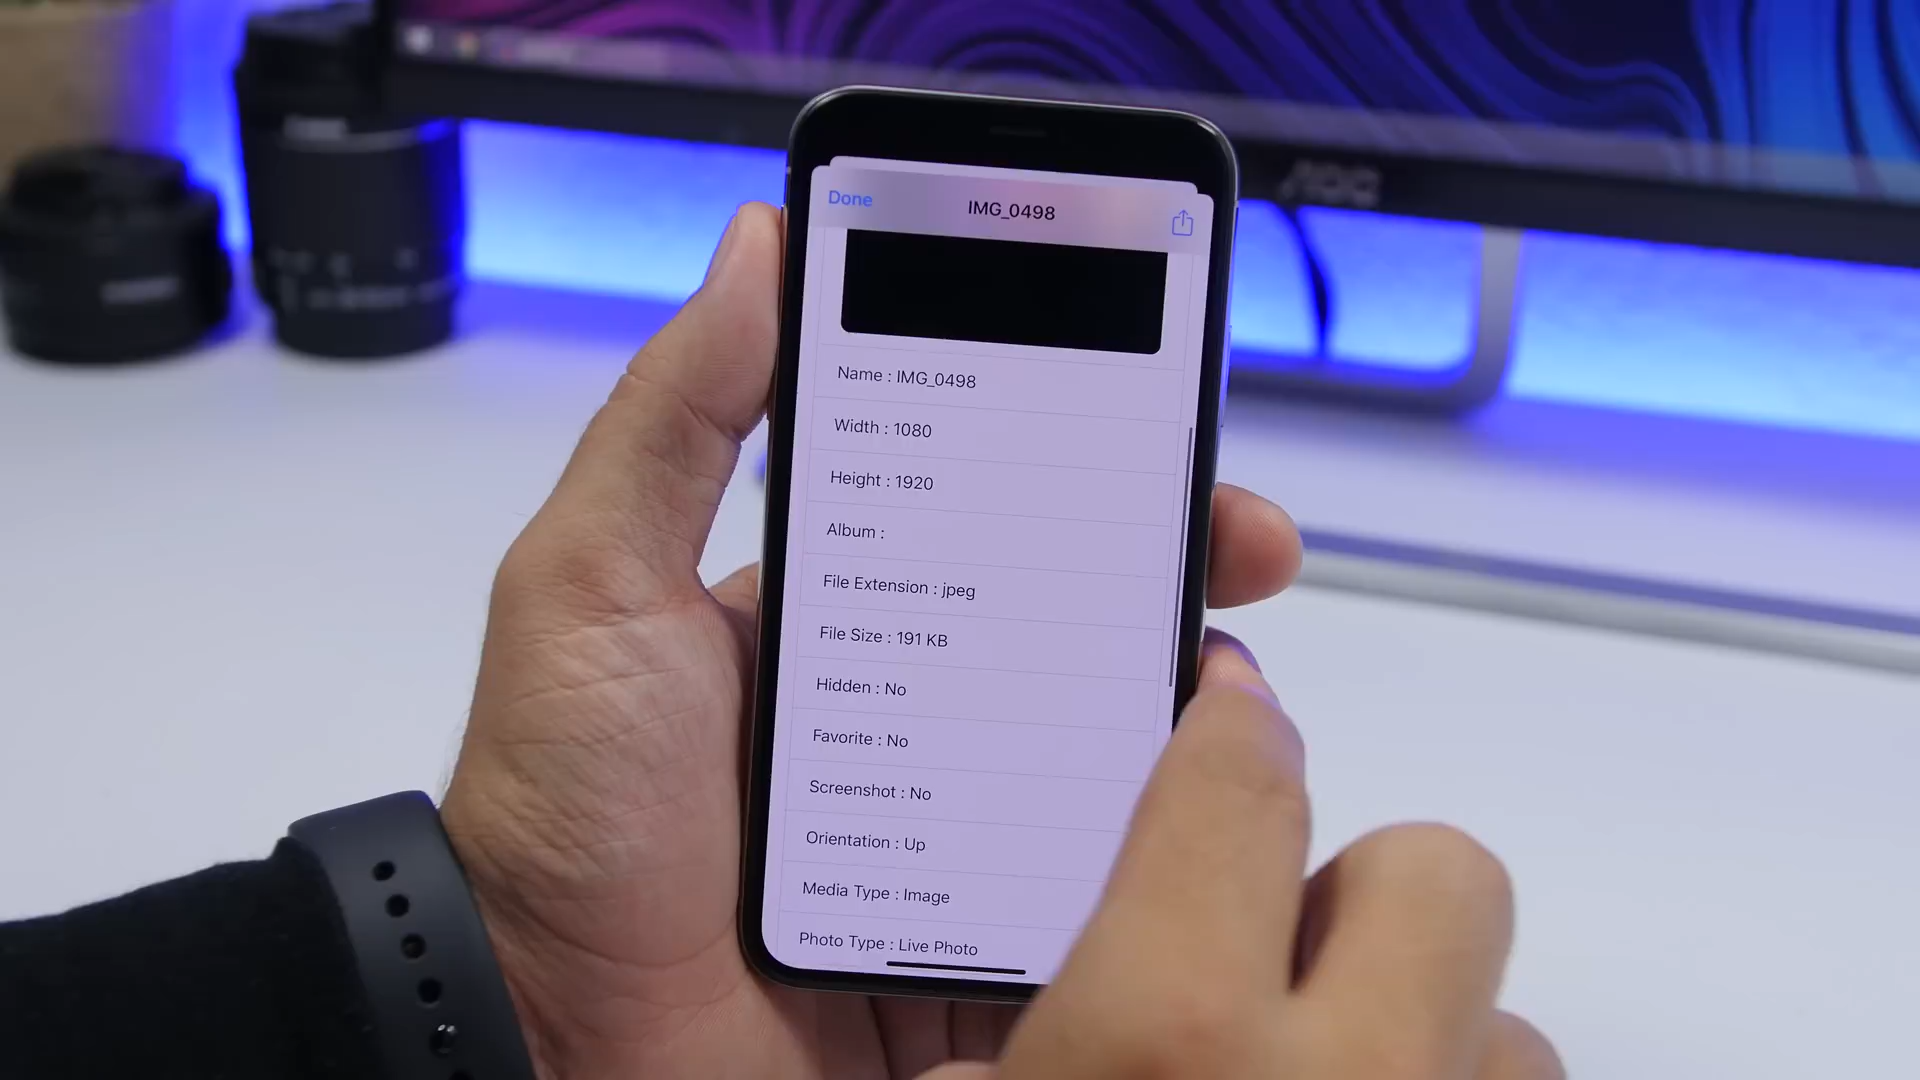 AOC
Done
IMG_0498
Name : IMG_0498
Width : 1080
Height : 1920
Album :
File Extension : jpeg
File Size : 191 KB
Hidden : No
Favorite : No
Screenshot : No
Orientation : Up
Media Type : Image
Photo Type : Live Photo